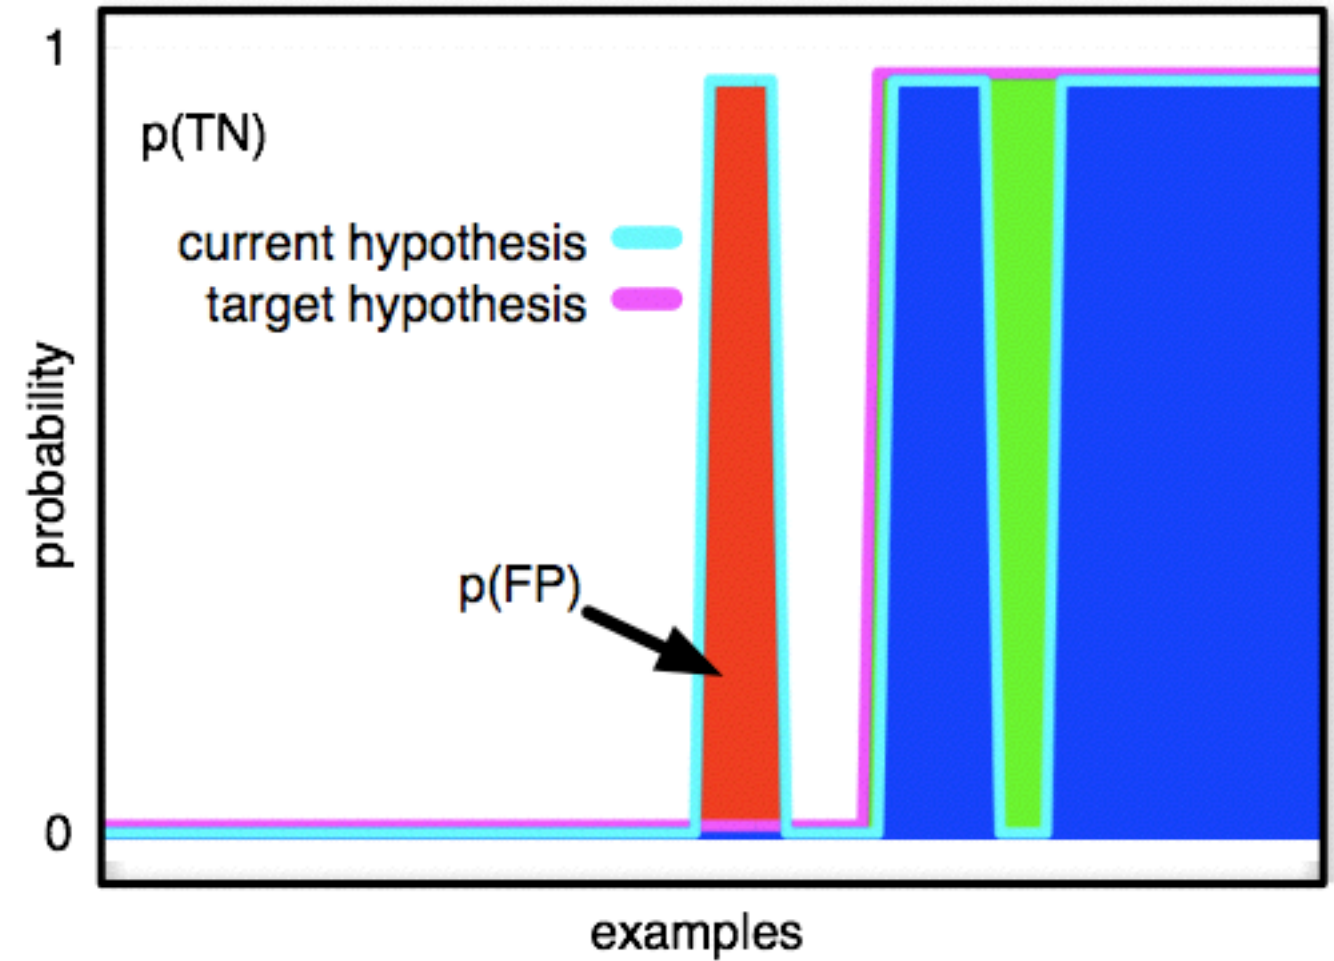 1
p(TN)
current hypothesis
target hypothesis
probability
p(FP)
0
examples